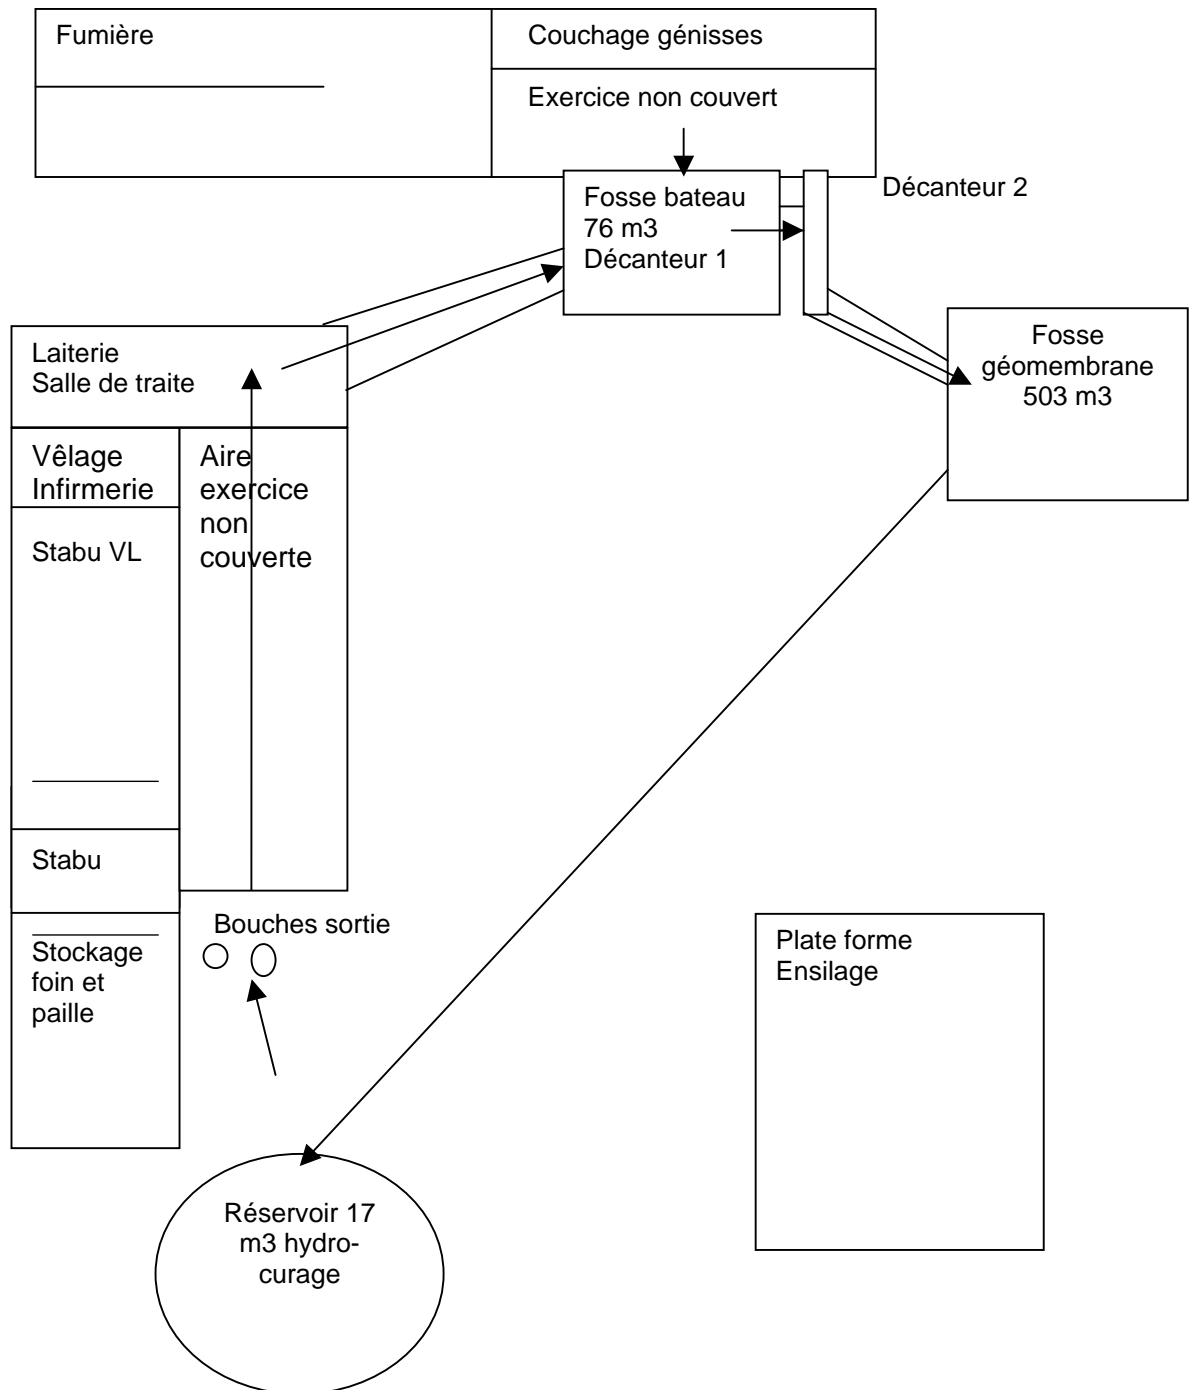 Fumière
Couchage génisses
Exercice non couvert
Fosse bateau
76 m3
Décanteur 1
Décanteur 2
Fosse
géomembrane
503 m3
Laiterie
Salle de traite
Vêlage
Infirmerie
Aire
exercice
non
couverte
Stabu VL
Stabu
Bouches sortie
Stockage
foin et
paille
Plate forme
Ensilage
Réservoir 17
m3 hydro-
curage